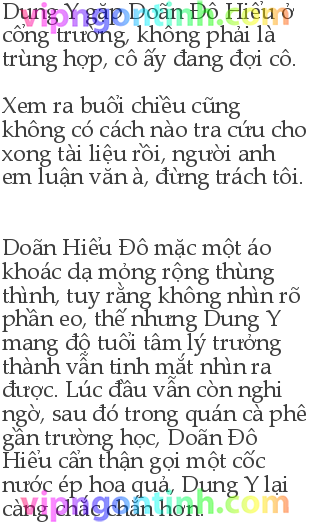 Dung Y gặp Doãn Đô Hiểu ở
cổng trường, không phải là
trùng hợp, cô ấy đang đợi cô.
Xem ra buổi chiều cũng
không có cách nào tra cứu cho
xong tài liệu rồi, người anh
em luận văn à, đừng trách tôi.
Doãn Hiểu Đô mặc một áo
khoác dạ mỏng rộng thùng
thình, tuy rằng không nhìn rõ
phần eo, thế nhưng Dung Y
mang độ tuổi tâm lý trưởng
thành vẫn tinh mắt nhìn ra
được. Lúc đầu vẫn còn nghi
ngờ, sau đó trong quán cà phê
gần trường học, Doãn Đô
Hiểu cẩn thận gọi một cốc
nước ép hoa quả, Dung Y lại
càng chắc chắn hơn.
vipngontinh.com
vipngontinh.com